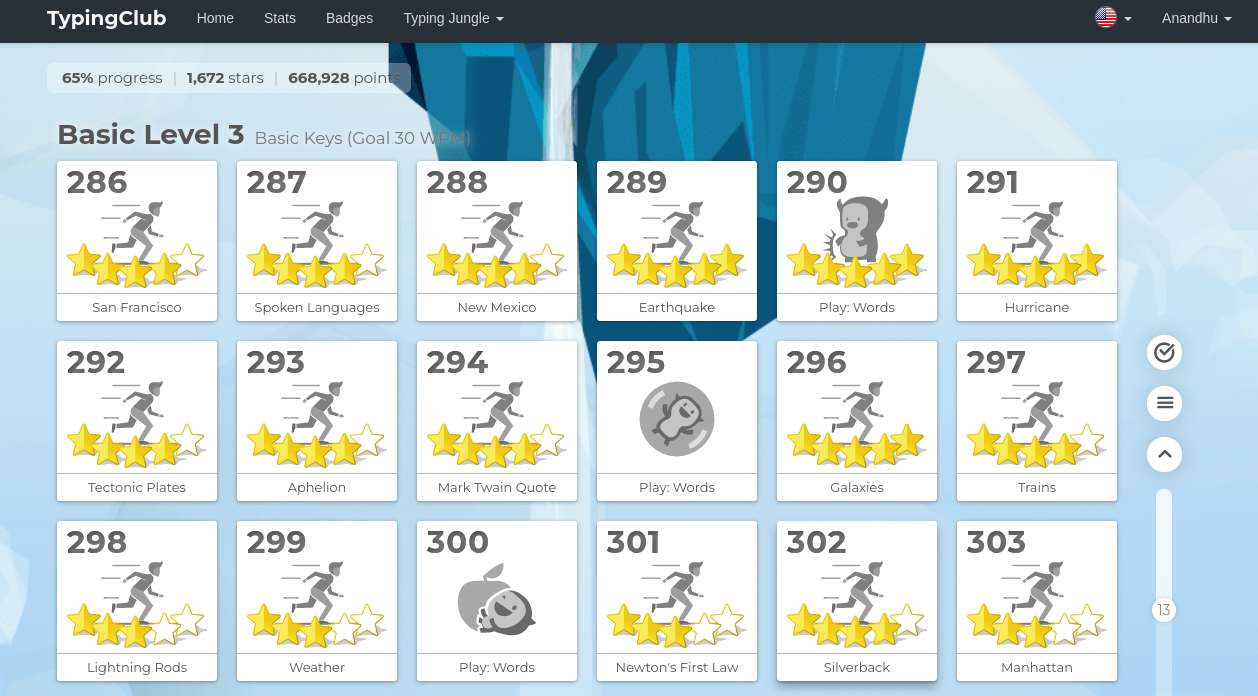 TypingClub Home Stats Badges Typing Jungle Anandhu
65% progress | 1,672 stars | 668,928 points
Basic Level 3 Basic Keys (Goal 30 WPM)
286 287 288 289 290 291
San Francisco Spoken Languages New Mexico Earthquake Play: Words Hurricane
292 293 294 295 296 297
Tectonic Plates Aphelion Mark Twain Quote Play: Words Galaxies Trains
298 299 300 301 302 303
13
Lightning Rods Weather Play: Words Newton's First Law Silverback Manhattan